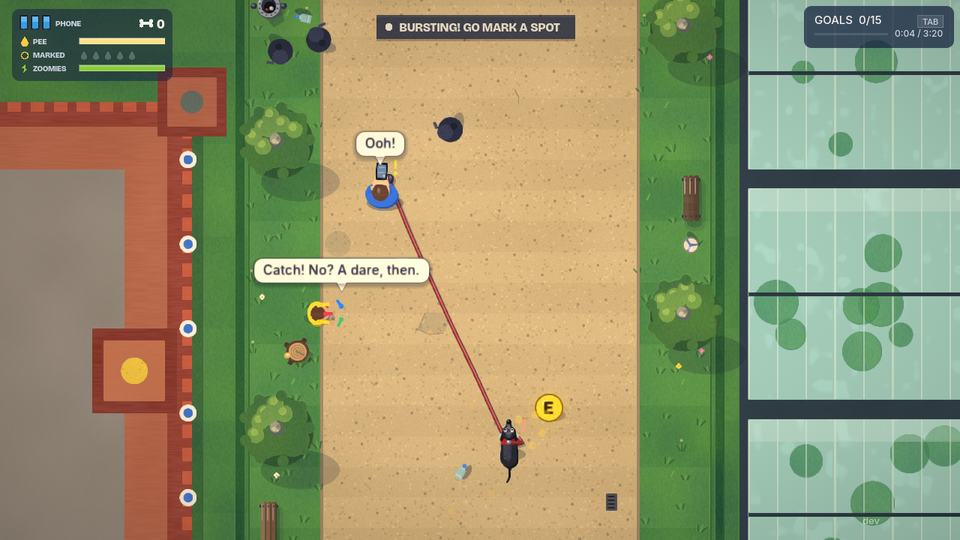 PHONE 0
PEE
MARKED
ZOOMIES
BURSTING! GO MARK A SPOT
GOALS 0/15 TAB
0:04 / 3:20
Ooh!
Catch! No? A dare, then.
E
dev